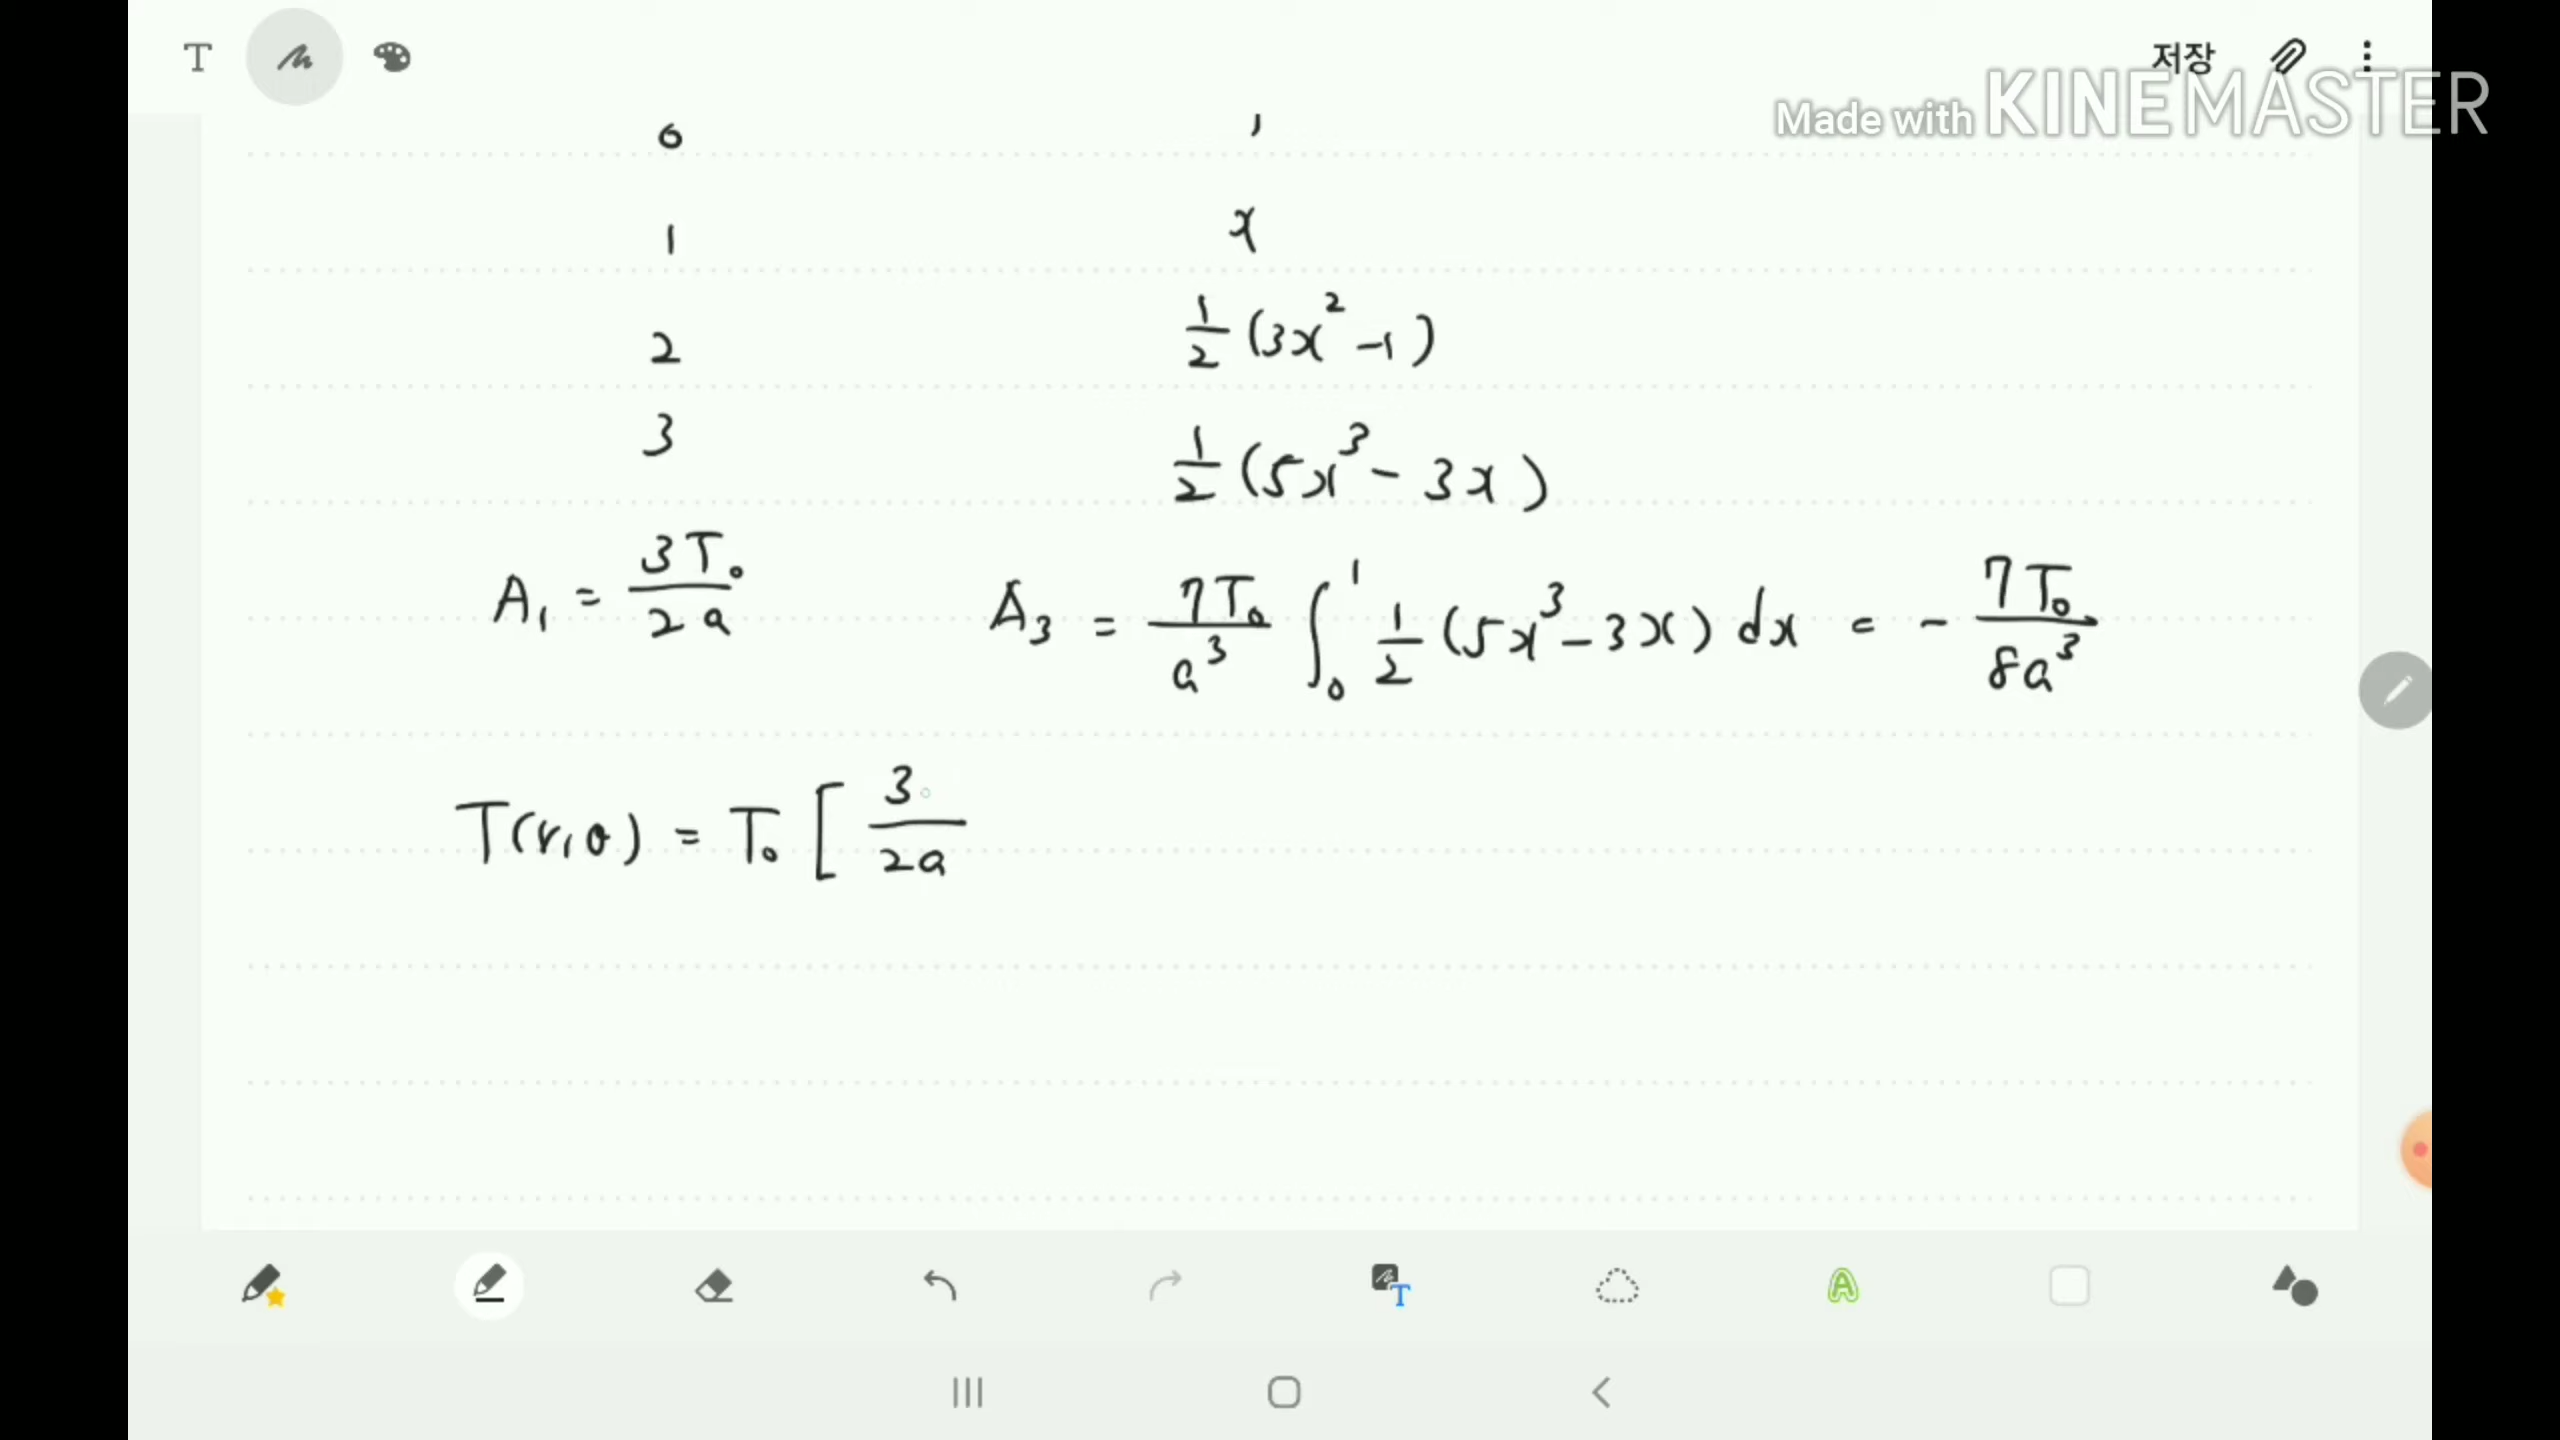 T 저장
Made with KINEMASTER
0 1
1 x
2 1/2 (3x² -1)
3 1/2 (5x³ - 3x)
A₁ = 3T₀/2a A₃ = 7T₀/a³ ∫₀¹ 1/2 (5x³ - 3x) dx = - 7T₀/8a³
T(r,θ) = T₀ [ 3/2a
T A